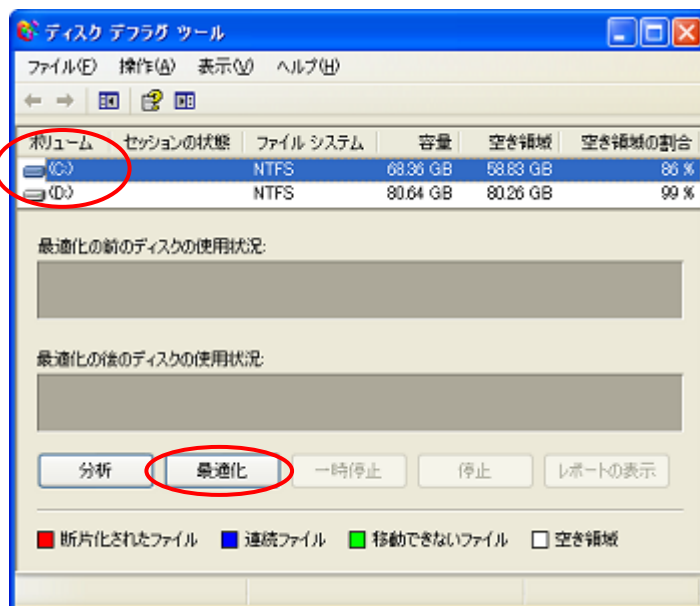 ディスク デフラグ ツール
ファイル(F) 操作(A) 表示(V) ヘルプ(H)
ボリューム セッションの状態 ファイル システム 容量 空き領域 空き領域の割合
(C:) NTFS 68.36 GB 58.83 GB 86 %
(D:) NTFS 80.64 GB 80.26 GB 99 %
最適化の前のディスクの使用状況:
最適化の後のディスクの使用状況:
分析 最適化 一時停止 停止 レポートの表示
断片化されたファイル 連続ファイル 移動できないファイル 空き領域